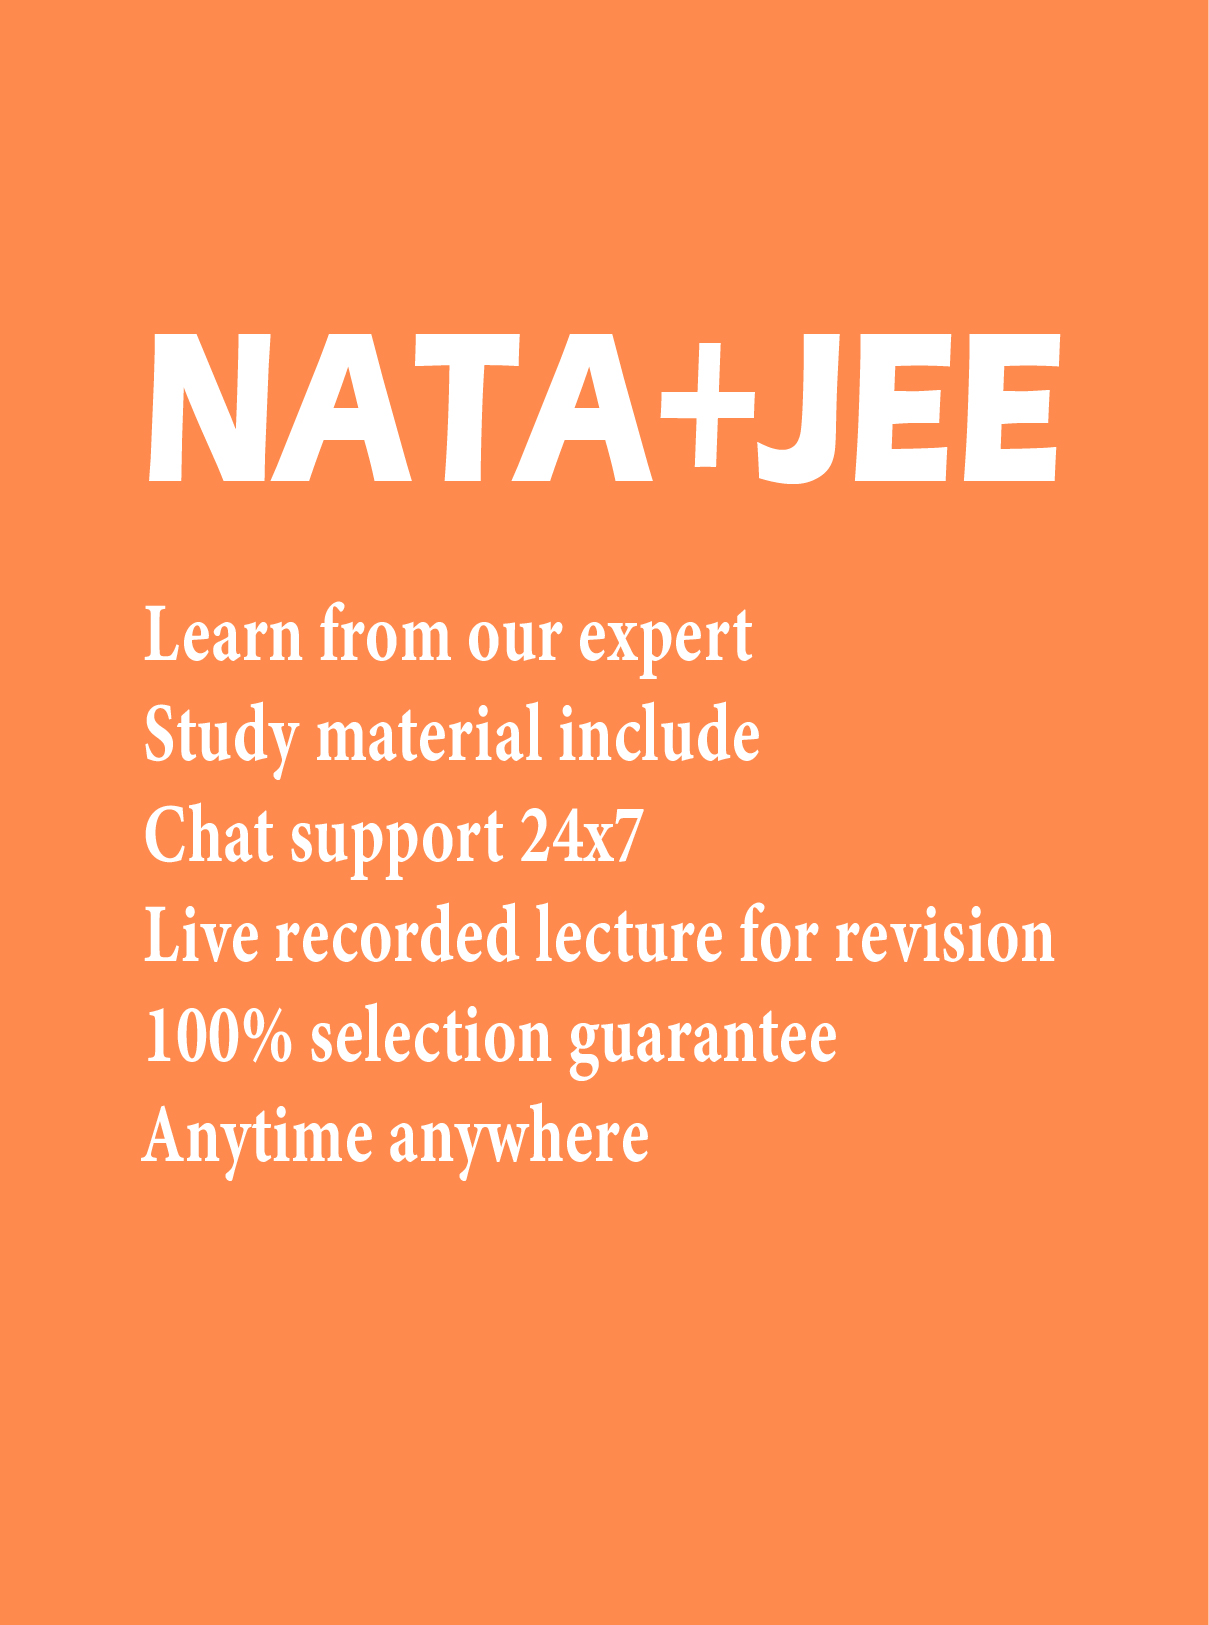 NATA+JEE
Learn from our expert
Study material include
Chat support 24x7
Live recorded lecture for revision
100% selection guarantee
Anytime anywhere